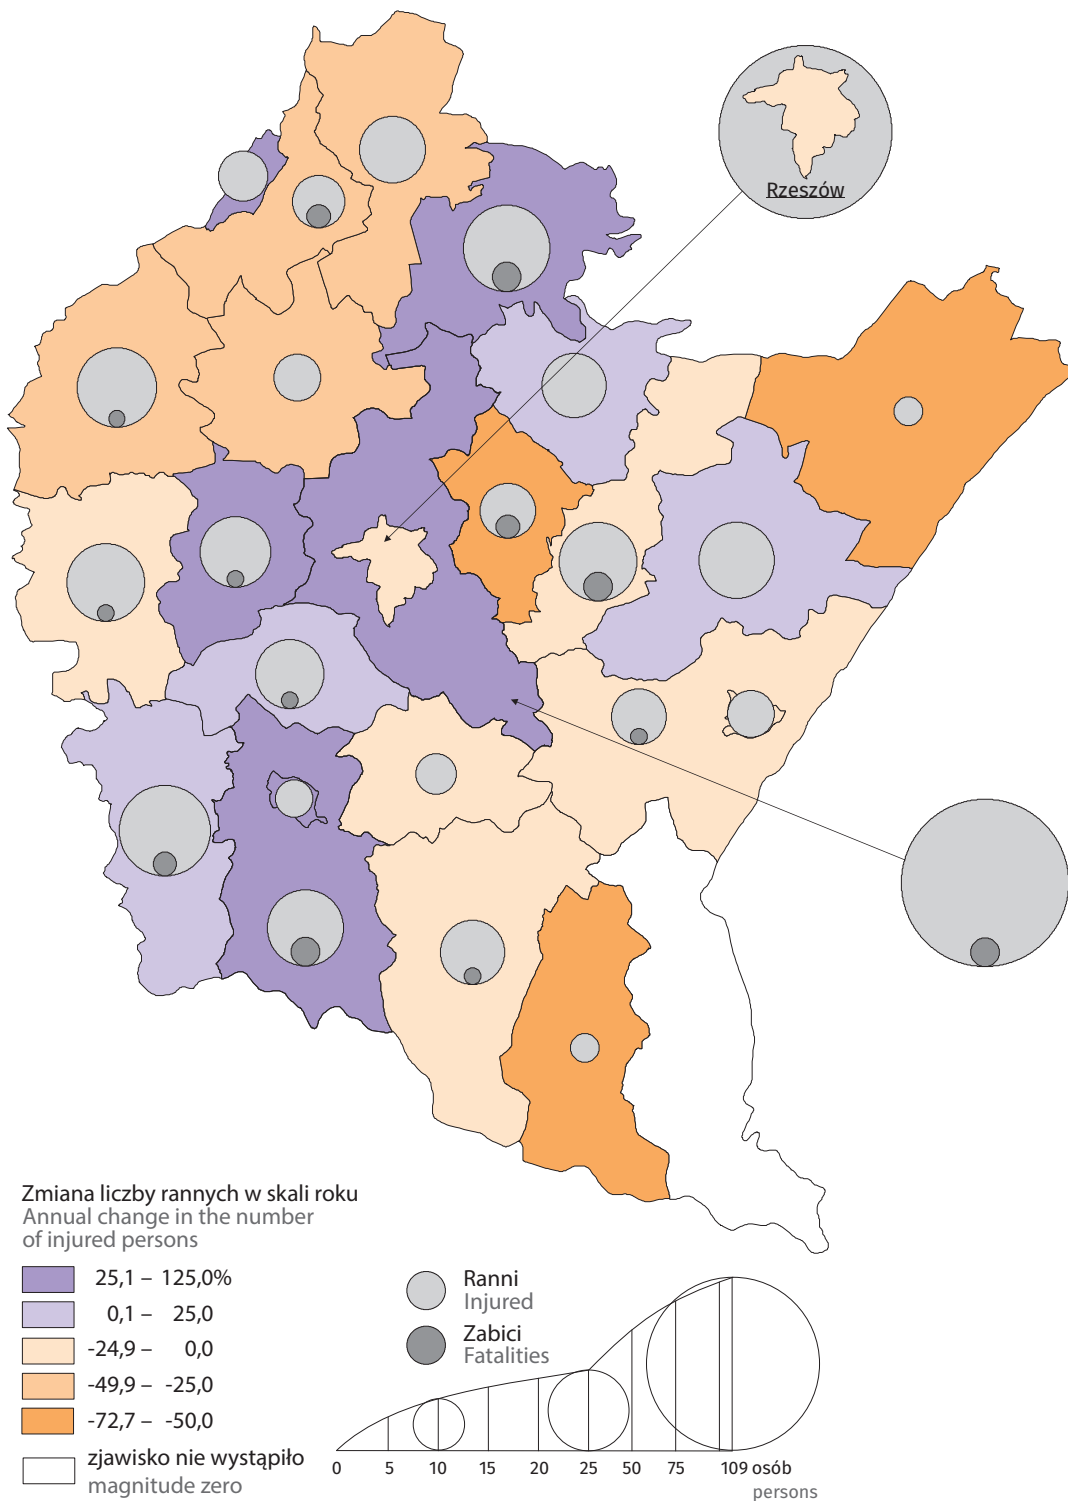 Rzeszów
Zmiana liczby rannych w skali roku
Annual change in the number
of injured persons
25,1 – 125,0%
0,1 – 25,0
-24,9 – 0,0
-49,9 – -25,0
-72,7 – -50,0
zjawisko nie wystąpiło
magnitude zero
Ranni
Injured
Zabici
Fatalities
0 5 10 15 20 25 50 75 109 osób
persons